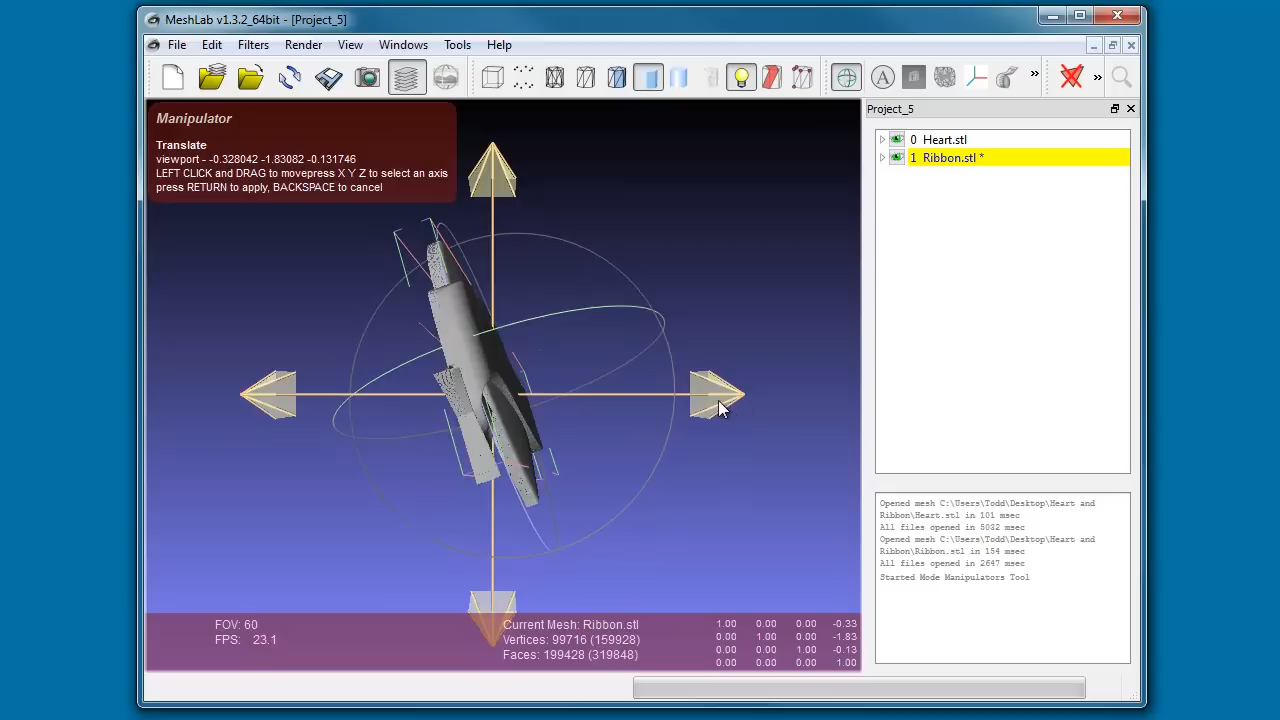 MeshLab v1.3.2_64bit - [Project_5]
File Edit Filters Render View Windows Tools Help
A » »
Manipulator
Translate
viewport - -0.328042 -1.83082 -0.131746
LEFT CLICK and DRAG to movepress X Y Z to select an axis
press RETURN to apply, BACKSPACE to cancel
Project_5
0 Heart.stl
1 Ribbon.stl *
Opened mesh C:\Users\Todd\Desktop\Heart and
Ribbon\Heart.stl in 101 msec
All files opened in 5032 msec
Opened mesh C:\Users\Todd\Desktop\Heart and
Ribbon\Ribbon.stl in 154 msec
All files opened in 2647 msec
Started Mode Manipulators Tool
FOV: 60
FPS: 23.1
Current Mesh: Ribbon.stl
Vertices: 99716 (159928)
Faces: 199428 (319848)
1.00 0.00 0.00 -0.33
0.00 1.00 0.00 -1.83
0.00 0.00 1.00 -0.13
0.00 0.00 0.00 1.00